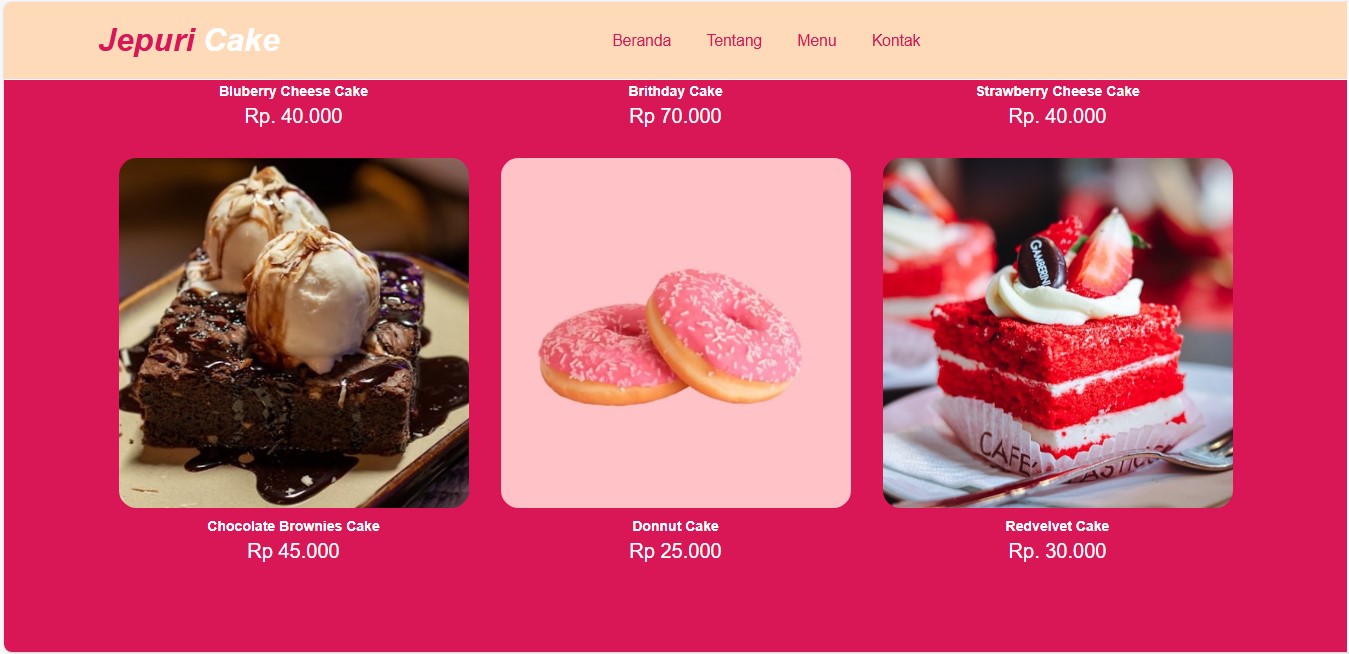 Jepuri Cake
Beranda Tentang Menu Kontak
Bluberry Cheese Cake
Rp. 40.000
Brithday Cake
Rp 70.000
Strawberry Cheese Cake
Rp. 40.000
GAMBERINI
CAFE'
Chocolate Brownies Cake
Rp 45.000
Donnut Cake
Rp 25.000
Redvelvet Cake
Rp. 30.000